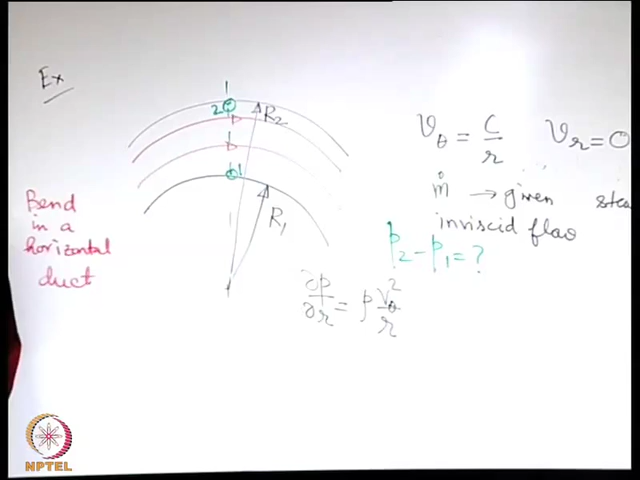 Ex
2
R2
1
R1
Bend
in a
horizontal
duct
Vθ = C/r Vr = 0
ṁ → given stea
inviscid flow
p2 - p1 = ?
∂p/∂r = ρ Vθ²/r
NPTEL